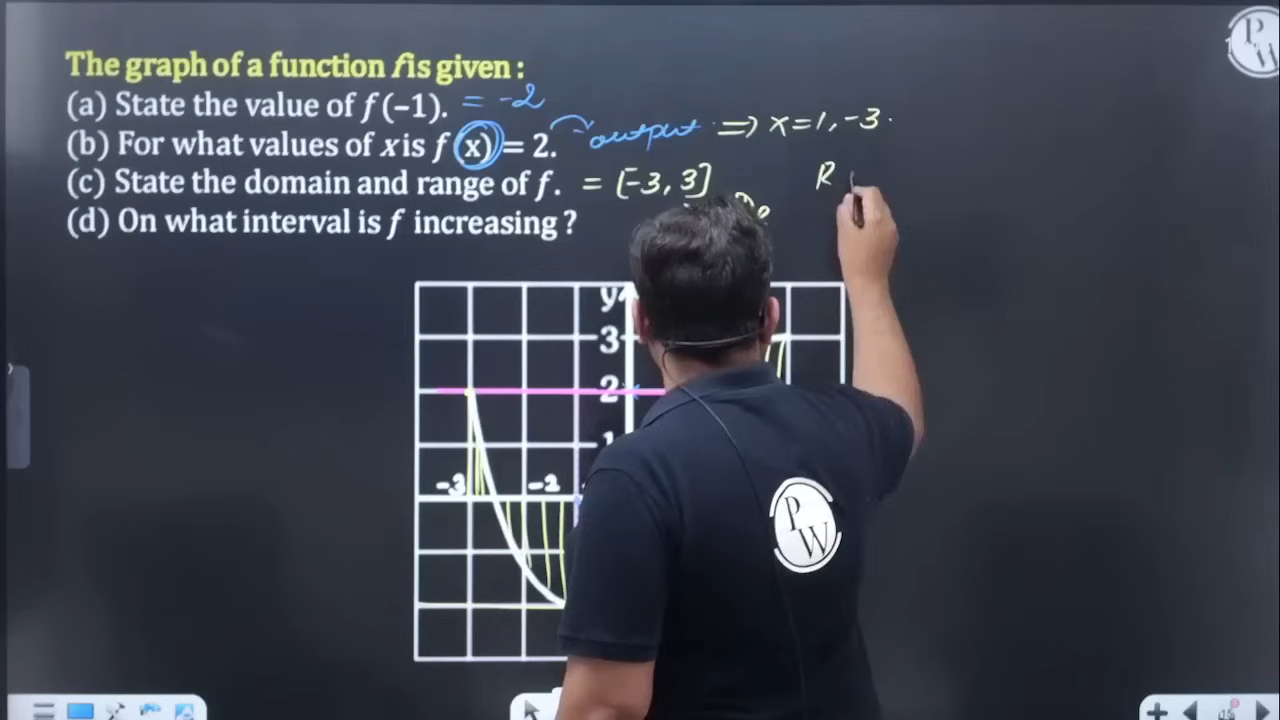 The graph of a function f is given :
(a) State the value of f(−1). = -2
(b) For what values of x is f (x) = 2. output ⇒ x=1,-3.
(c) State the domain and range of f. = [-3, 3] R
(d) On what interval is f increasing ?
y
3
2
1
-3 -2
P W
P W